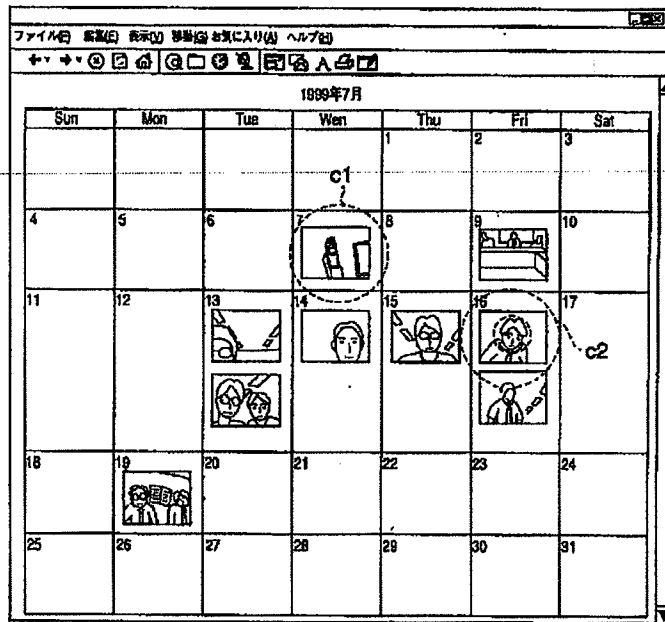 ファイル(F) 編集(E) 表示(V) 移動(G) お気に入り(A) ヘルプ(H)
1999年7月
Sun Mon Tue Wen Thu Fri Sat
1 2 3
c1
4 5 6 7 8 9 10
11 12 13 14 15 16 17
c2
18 19 20 21 22 23 24
25 26 27 28 29 30 31